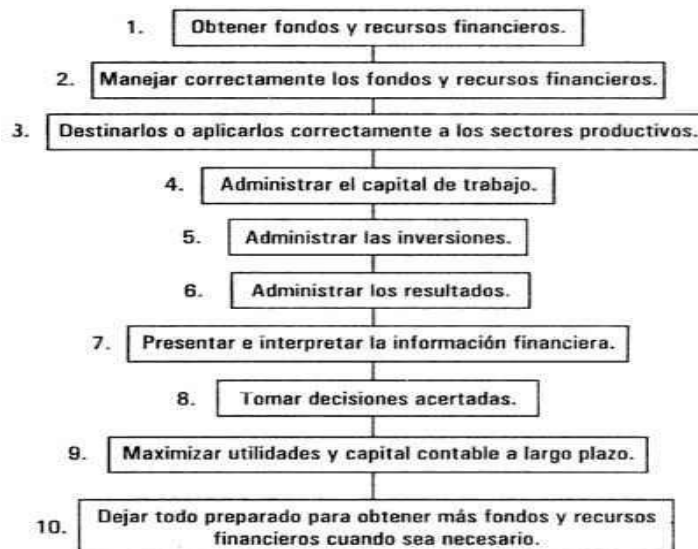 1. Obtener fondos y recursos financieros.
2. Manejar correctamente los fondos y recursos financieros.
3. Destinarlos o aplicarlos correctamente a los sectores productivos.
4. Administrar el capital de trabajo.
5. Administrar las inversiones.
6. Administrar los resultados.
7. Presentar e interpretar la información financiera.
8. Tomar decisiones acertadas.
9. Maximizar utilidades y capital contable a largo plazo.
10. Dejar todo preparado para obtener más fondos y recursos
financieros cuando sea necesario.